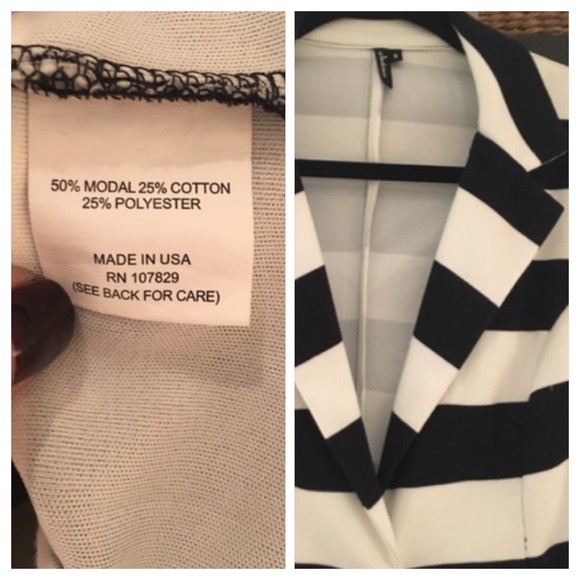 50% MODAL 25% COTTON
25% POLYESTER
MADE IN USA
RN 107829
(SEE BACK FOR CARE)